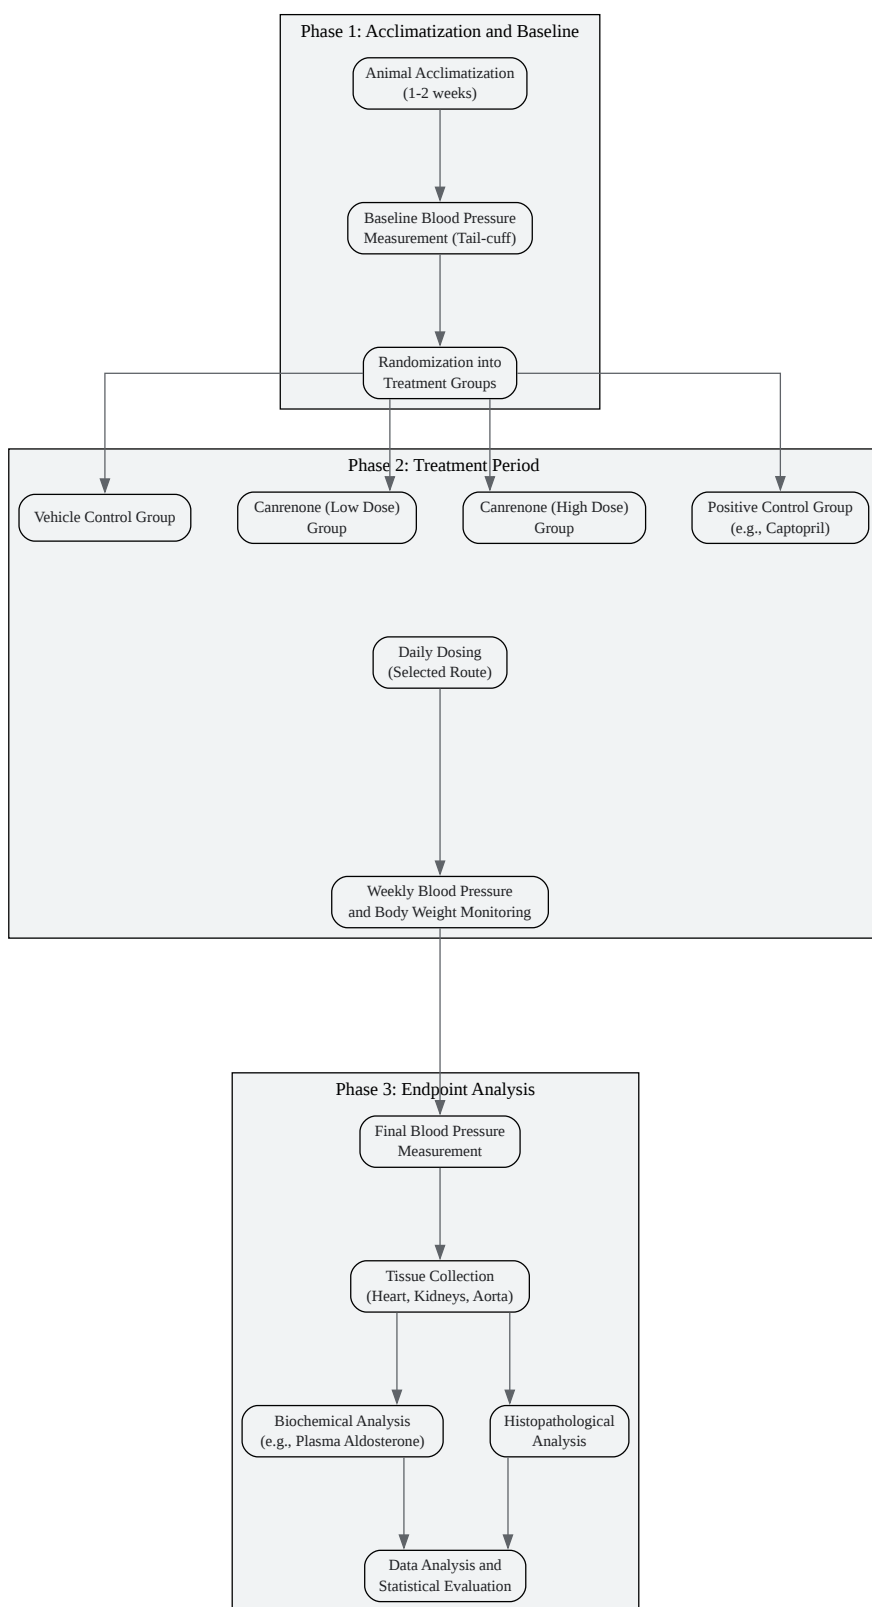 Phase 1: Acclimatization and Baseline
Animal Acclimatization
(1-2 weeks)
Baseline Blood Pressure
Measurement (Tail-cuff)
Randomization into
Treatment Groups
Phase 2: Treatment Period
Vehicle Control Group
Canrenone (Low Dose)
Group
Canrenone (High Dose)
Group
Positive Control Group
(e.g., Captopril)
Daily Dosing
(Selected Route)
Weekly Blood Pressure
and Body Weight Monitoring
Phase 3: Endpoint Analysis
Final Blood Pressure
Measurement
Tissue Collection
(Heart, Kidneys, Aorta)
Biochemical Analysis
(e.g., Plasma Aldosterone)
Histopathological
Analysis
Data Analysis and
Statistical Evaluation